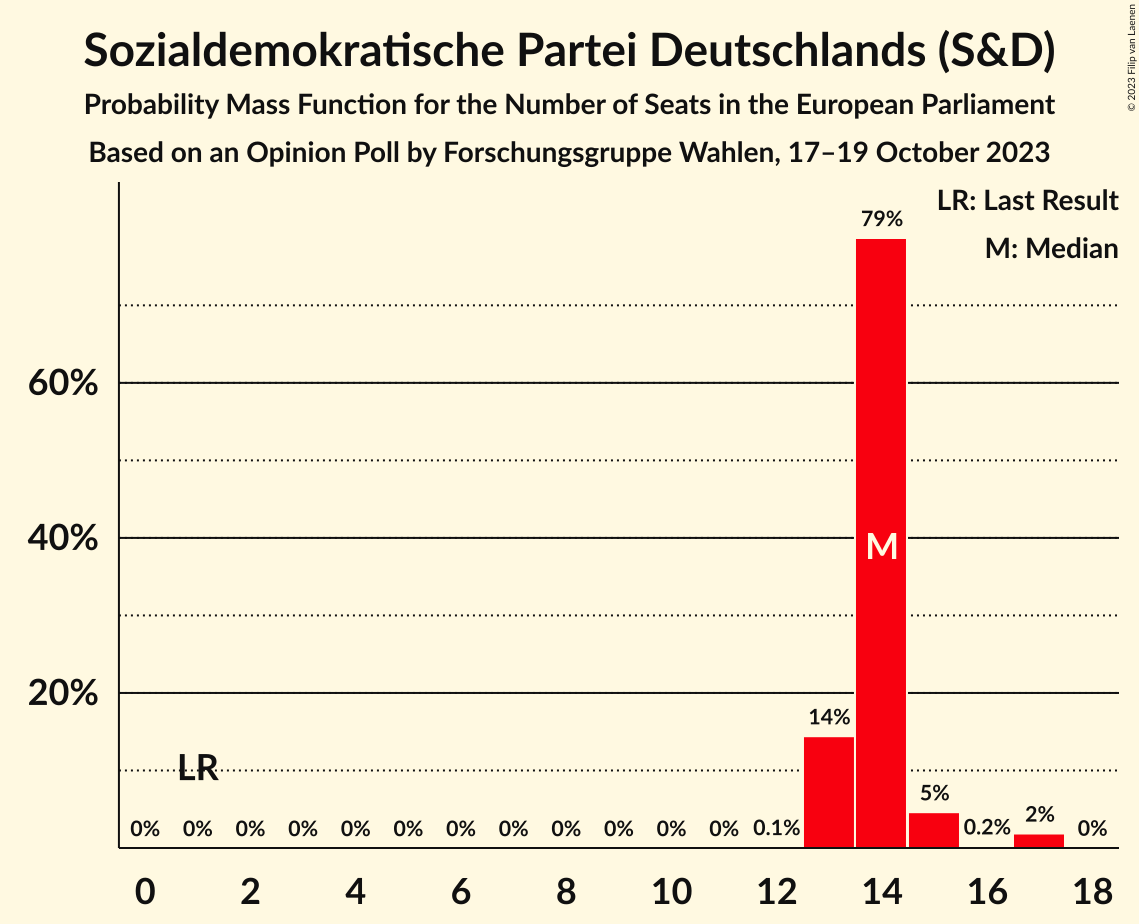 Sozialdemokratische Partei Deutschlands (S&D)
Probability Mass Function for the Number of Seats in the European Parliament
Based on an Opinion Poll by Forschungsgruppe Wahlen, 17–19 October 2023
© 2023 Filip van Laenen
LR: Last Result
M: Median
79%
60%
40%
M
20%
14%
LR
5%
2%
0% 0% 0% 0% 0% 0% 0% 0% 0% 0% 0% 0% 0.1% 0.2% 0%
0 2 4 6 8 10 12 14 16 18